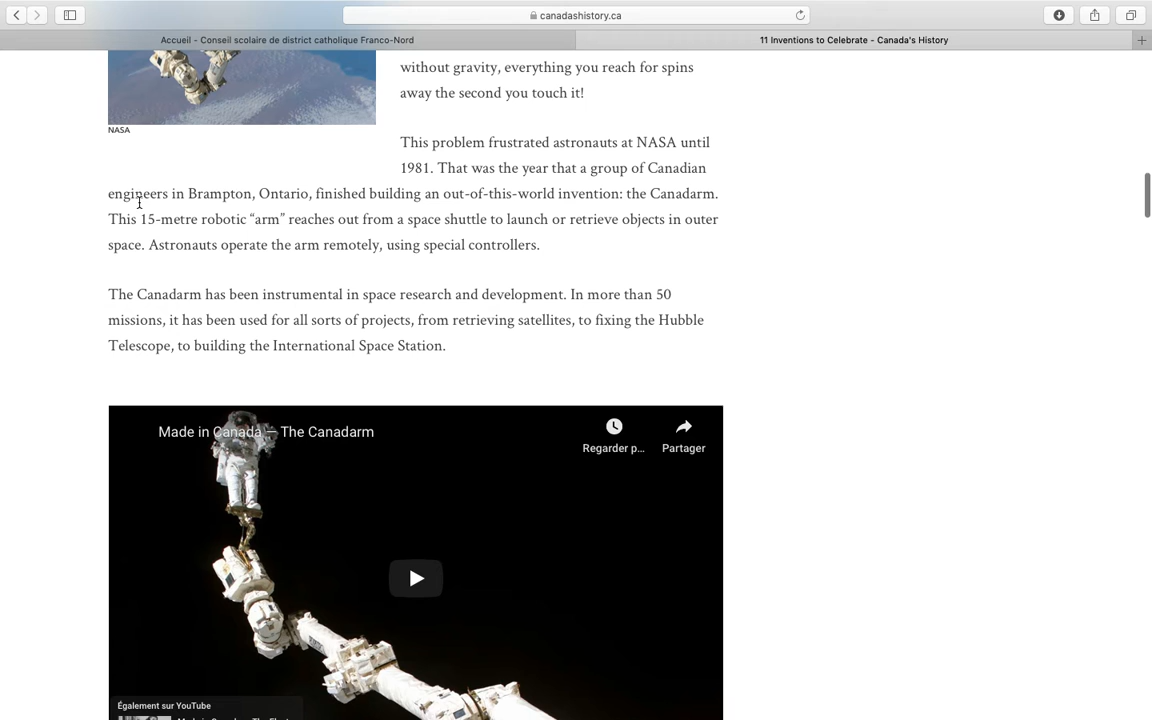 canadashistory.ca
Accueil - Conseil scolaire de district catholique Franco-Nord
11 Inventions to Celebrate - Canada's History
without gravity, everything you reach for spins
away the second you touch it!
NASA
This problem frustrated astronauts at NASA until
1981. That was the year that a group of Canadian
engineers in Brampton, Ontario, finished building an out-of-this-world invention: the Canadarm.
This 15-metre robotic “arm” reaches out from a space shuttle to launch or retrieve objects in outer
space. Astronauts operate the arm remotely, using special controllers.
The Canadarm has been instrumental in space research and development. In more than 50
missions, it has been used for all sorts of projects, from retrieving satellites, to fixing the Hubble
Telescope, to building the International Space Station.
Made in Canada — The Canadarm
Regarder p...
Partager
Également sur YouTube